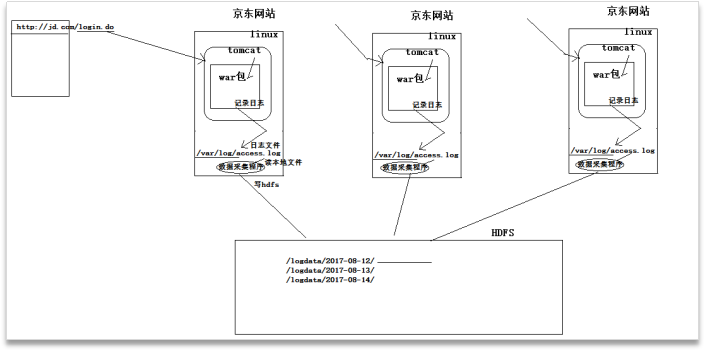 http://jd.com/login.do
京东网站
linux
tomcat
war包
记录日志
日志文件
/var/log/access.log
读本地文件
数据采集程序
写hdfs
京东网站
linux
tomcat
war包
记录日志
/var/log/access.log
数据采集程序
京东网站
linux
tomcat
war包
记录日志
/var/log/access.log
数据采集程序
HDFS
/logdata/2017-08-12/
/logdata/2017-08-13/
/logdata/2017-08-14/